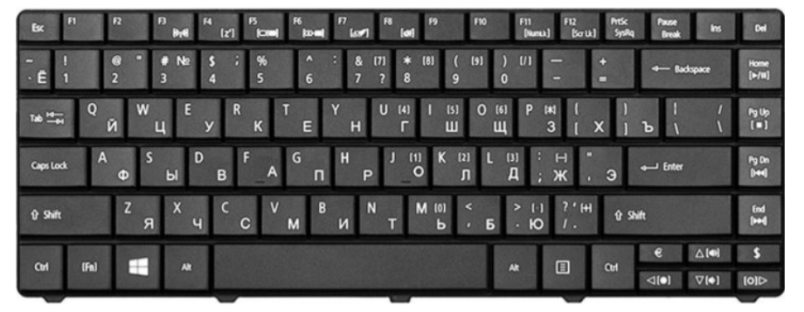 Esc F1 F2 F3 F4 [z'] F5 F6 F7 F8 F9 F10 F11 [NumLk] F12 [Scr Lk] PrtSc SysRq Pause Break Ins Del
~ ` Ё ! 1 @ " 2 # № 3 $ ; 4 % 5 ^ : 6 & [7] 7 ? * [8] 8 ( [9] 9 ) [/] 0 — - + = ← Backspace Home
Tab Q Й W Ц E У R К T Е Y Н U [4] Г I [5] Ш O [6] Щ P [*] З { [ Х } ] Ъ | / \ \ Pg Up [■]
Caps Lock A Ф S Ы D В F _ А G П H Р J [1] _ О K [2] Л L [3] Д : [-] ; Ж " ' Э Enter Pg Dn
⇧ Shift Z Я X Ч C С V М B И N Т M [0] Ь < , Б > [.] . Ю ? ' [+] / . ⇧ Shift End
Ctrl [Fn] Alt Alt Ctrl € △ $
◁ ▽ ▷